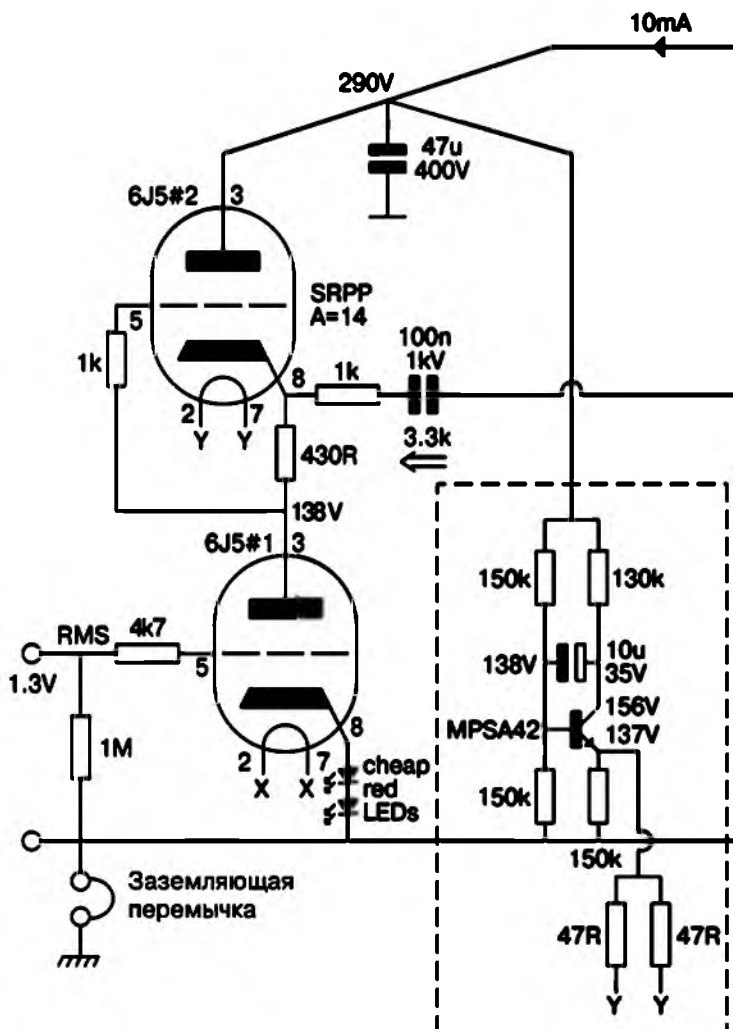 10mA
290V
47u
400V
6J5#2
3
SRPP
A=14
5
1k
8
1k
100n
1kV
2
7
Y
Y
430R
3.3k
138V
6J5#1
3
150k
130k
RMS
4k7
5
1.3V
138V
10u
35V
MPSA42
156V
137V
1M
8
2
7
X
X
cheap
red
LEDs
150k
150k
Заземляющая
перемычка
47R
47R
Y
Y